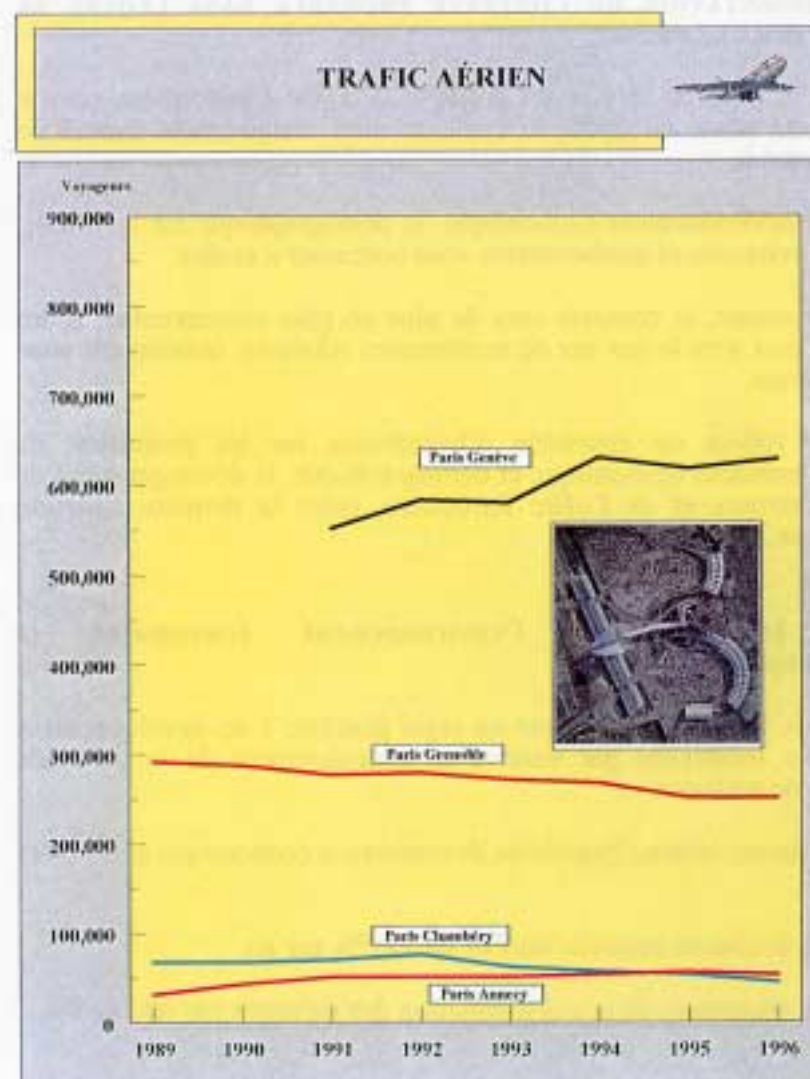 TRAFIC AÉRIEN
Voyageurs
900,000
800,000
700,000
Paris Genève
600,000
500,000
400,000
Paris Grenoble
300,000
200,000
100,000
Paris Chambéry
Paris Annecy
0
1989 1990 1991 1992 1993 1994 1995 1996